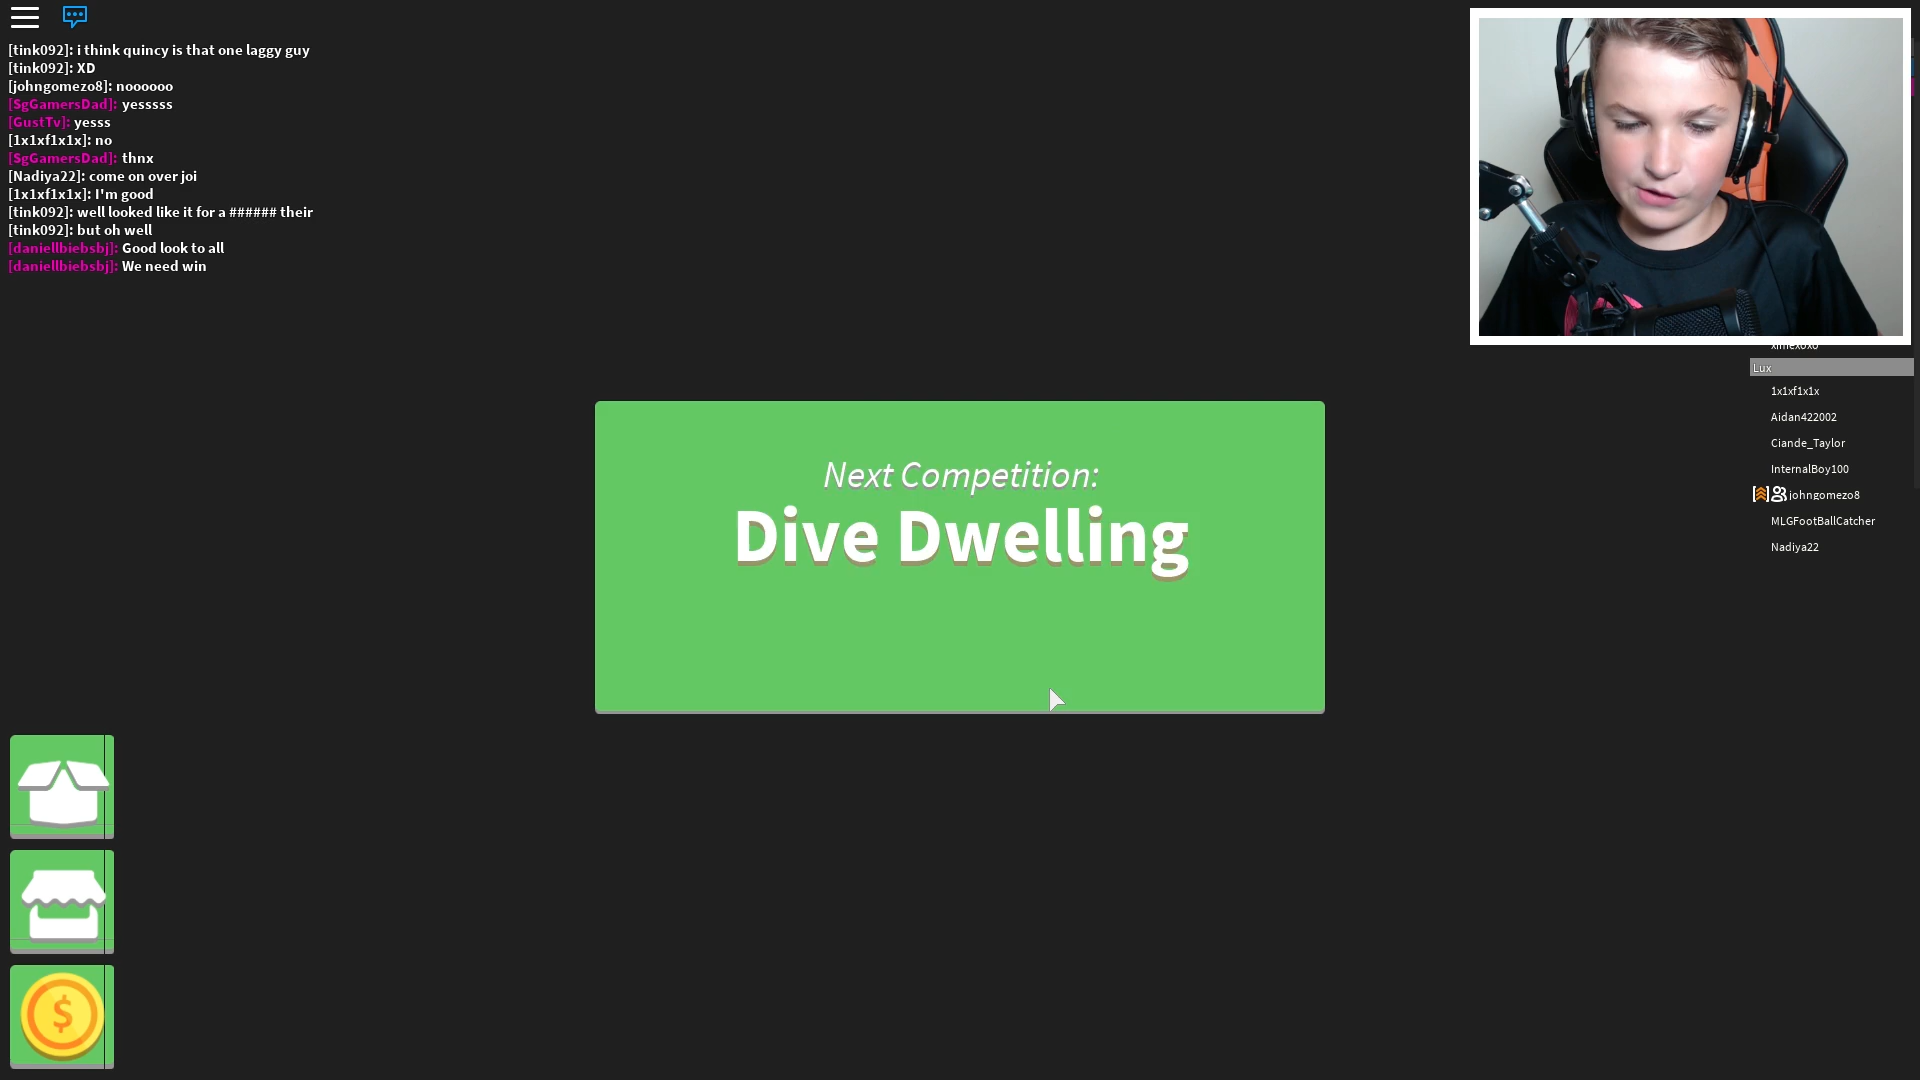 [tink092]: i think quincy is that one laggy guy
[tink092]: XD
[johngomezo8]: noooooo
[SgGamersDad]: yesssss
[GustTv]: yesss
[1x1xf1x1x]: no
[SgGamersDad]: thnx
[Nadiya22]: come on over joi
[1x1xf1x1x]: I'm good
[tink092]: well looked like it for a ###### their
[tink092]: but oh well
[daniellbiebsbj]: Good look to all
[daniellbiebsbj]: We need win
Lux
1x1xf1x1x
Aidan422002
Ciande_Taylor
InternalBoy100
johngomezo8
MLGFootBallCatcher
Nadiya22
Next Competition:
Dive Dwelling
$